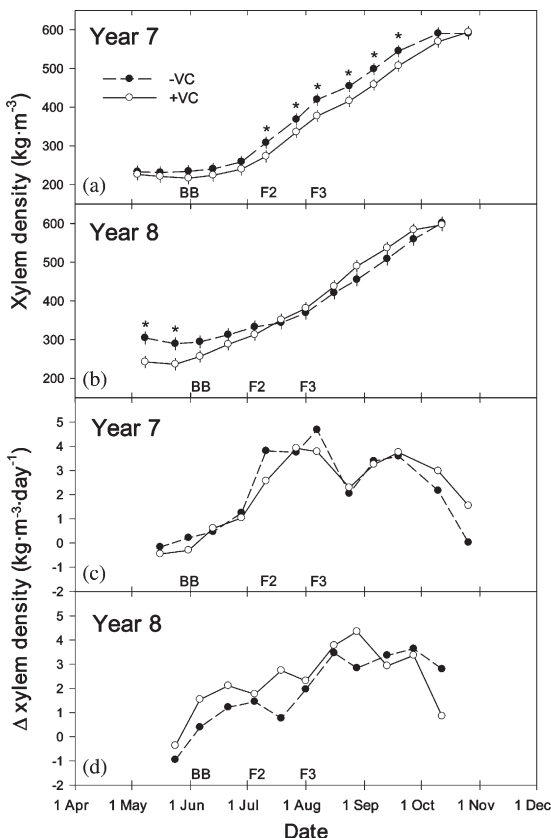 Year 7
-VC
+VC
600
500
400
300
200
* * * * * * *
(a) BB F2 F3
Xylem density (kg·m-3)
Year 8
600
500
400
300
200
* *
(b) BB F2 F3
Year 7
5
4
3
2
1
0
-1
-2
(c) BB F2 F3
Δ xylem density (kg·m-3·day-1)
Year 8
5
4
3
2
1
0
-1
-2
(d) BB F2 F3
1 Apr 1 May 1 Jun 1 Jul 1 Aug 1 Sep 1 Oct 1 Nov 1 Dec
Date